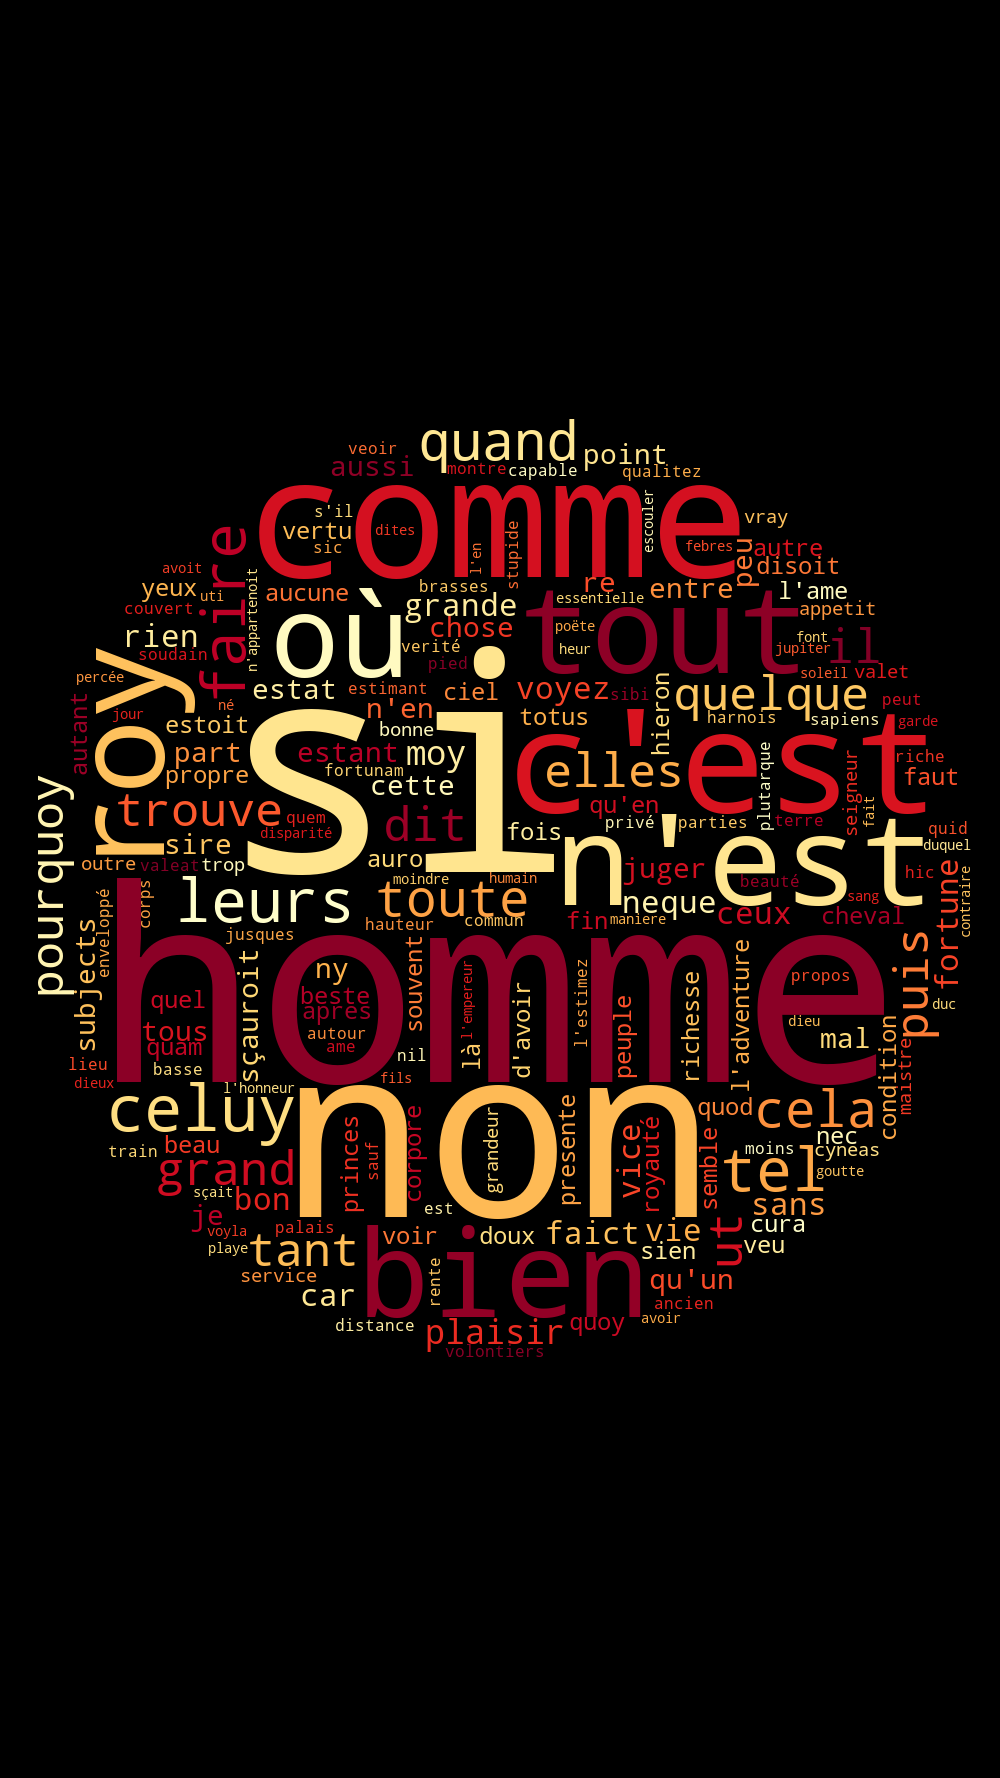 quand
veoir
point
aussi
montre
capable
qualitez
comme
s'il
vertu
dites
sic
l'en
stupide
escouler
febres
vray
peu
autre
disoit
avoit
yeux
uti
couvert
faire
n'appartenoit
aucune
où
brasses
grande
re
essentielle
entre
tout
l'ame
appetit
rien
soudain
chose
verité
pied
poëte
heur
font
jupiter
il
percée
roy
né
estat
estimant
ciel
voyez
sibi
quelque
soleil
valet
autant
jour
estoit
n'en
bonne
si
totus
hieron
harnois
sapiens
peut
garde
c'est
part
propre
estant
fortunam
moy
cette
elles
plutarque
seigneur
riche
faut
fait
pourquoy
trouve
quem
disparité
dit
fois
qu'en
privé
parties
terre
quid
duquel
sire
outre
valeat
trop
auro
n'est
moindre
humain
juger
beauté
hic
enveloppé
corps
leurs
toute
hauteur
commun
neque
fin
maniere
ceux
sang
cheval
fortune
contraire
jusques
homme
subjects
sçauroit
ny
souvent
l'empereur
d'avoir
l'estimez
peuple
richesse
l'adventure
propos
puis
duc
quel
beste
apres
tous
quam
autour
ame
nil
là
dieu
mal
lieu
basse
dieux
l'honneur
fils
condition
maistre
celuy
non
quod
cela
train
beau
princes
sauf
corpore
grandeur
presente
vice
royauté
semble
moins
nec
cyneas
grand
tel
goutte
sçait
bon
est
sans
je
voyla
palais
voir
doux
faict
vie
ut
cura
playe
tant
bien
sien
veu
service
rente
qu'un
car
ancien
distance
plaisir
quoy
avoir
volontiers